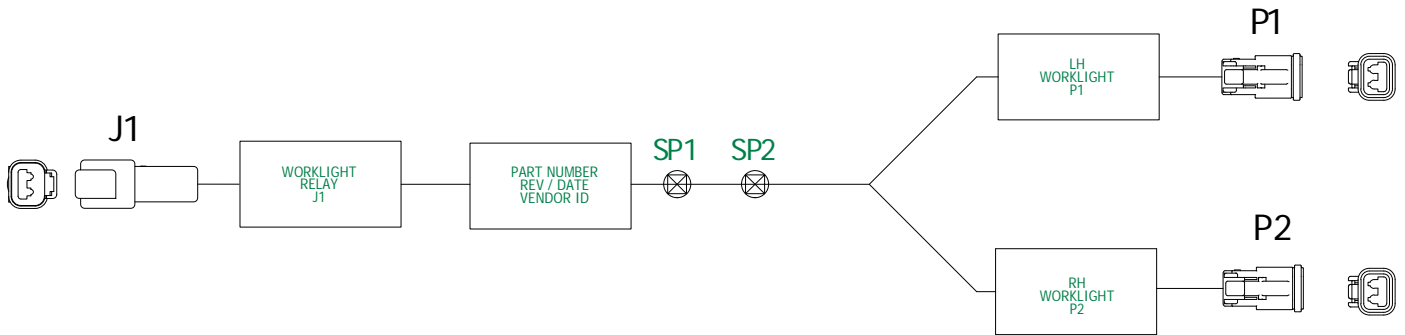 J1
WORKLIGHT
RELAY
J1
PART NUMBER
REV / DATE
VENDOR ID
SP1
SP2
LH
WORKLIGHT
P1
P1
RH
WORKLIGHT
P2
P2